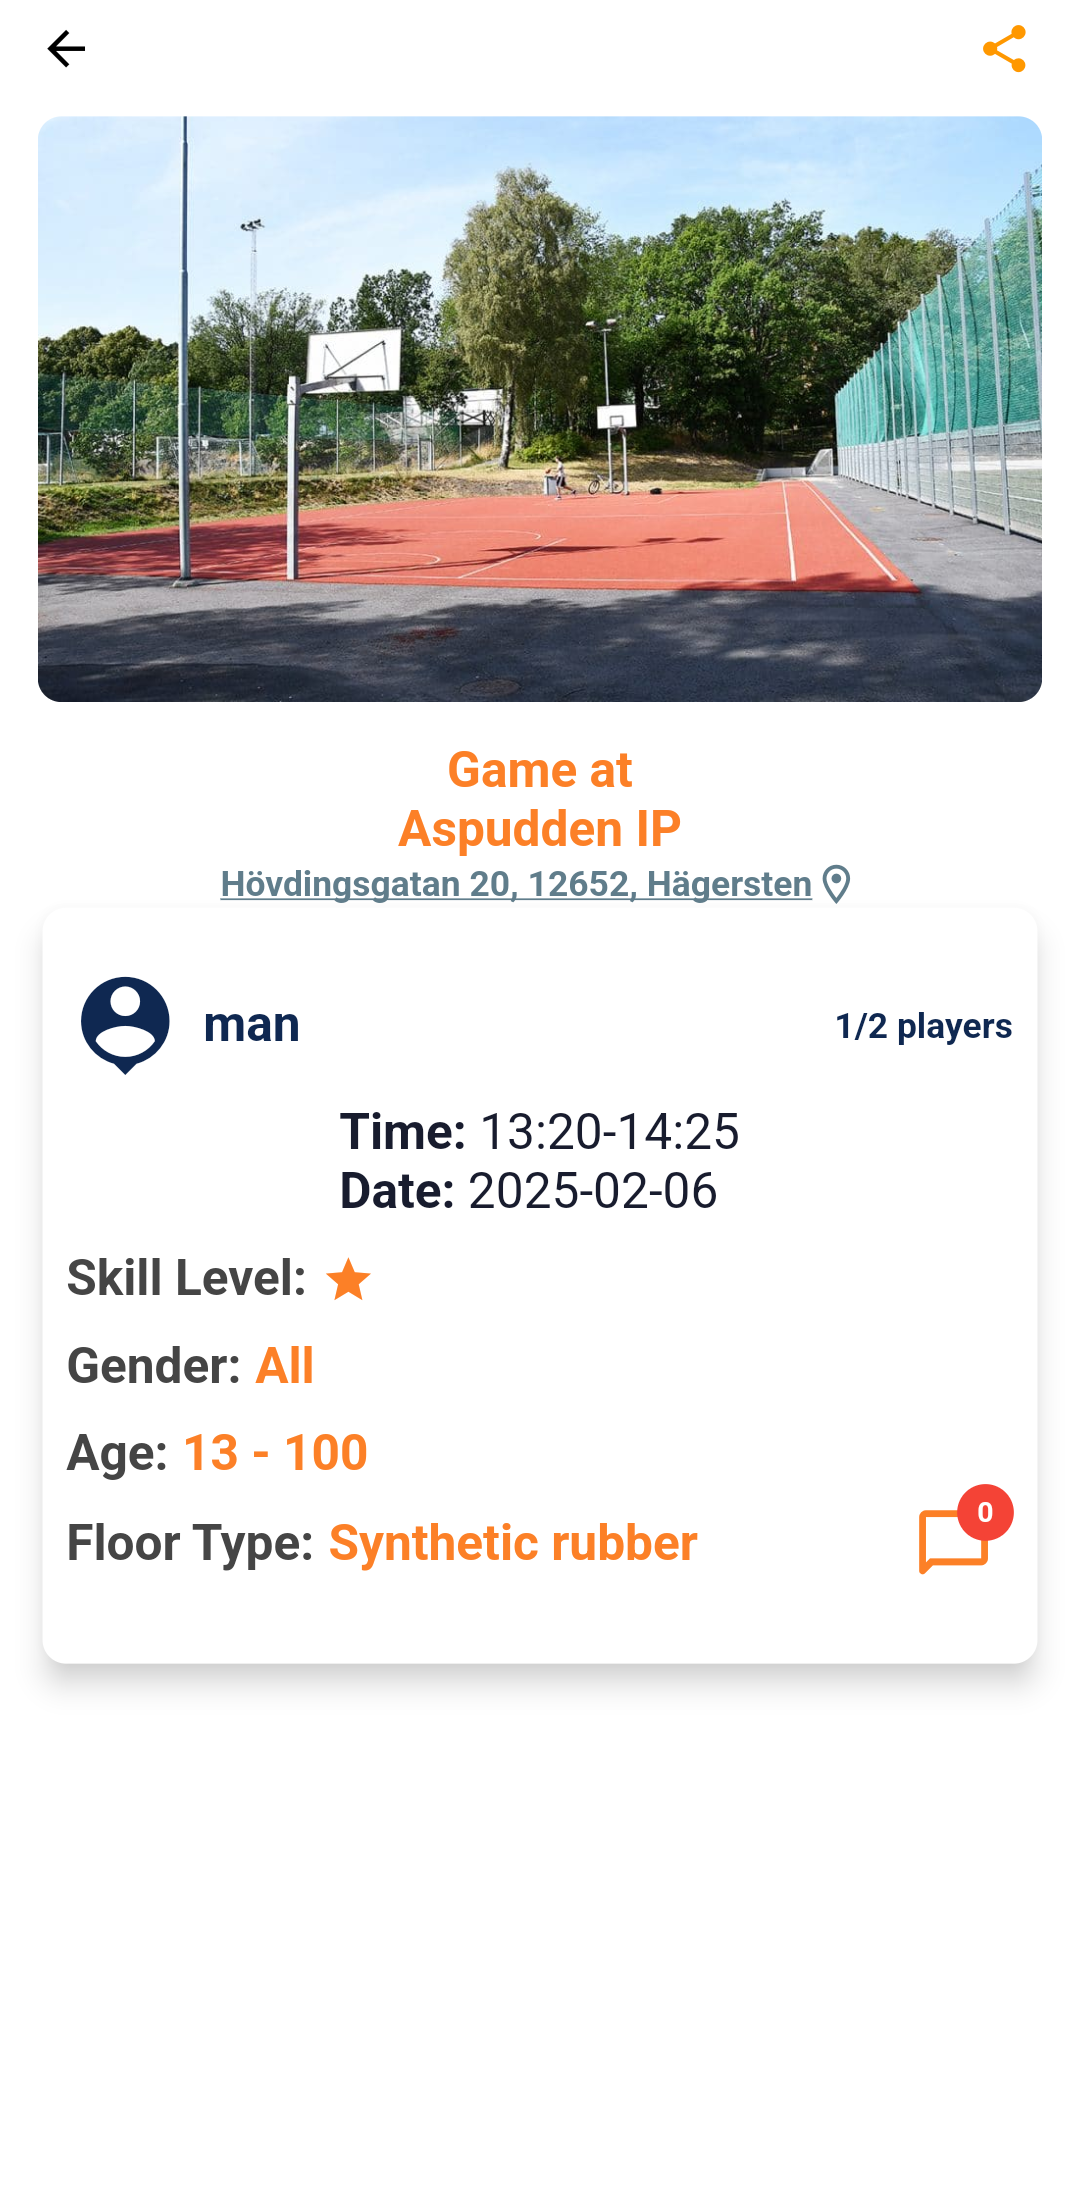 Game at
Aspudden IP
Hövdingsgatan 20, 12652, Hägersten
man
1/2 players
Time: 13:20-14:25
Date: 2025-02-06
Skill Level:
Gender: All
Age: 13 - 100
Floor Type: Synthetic rubber
0